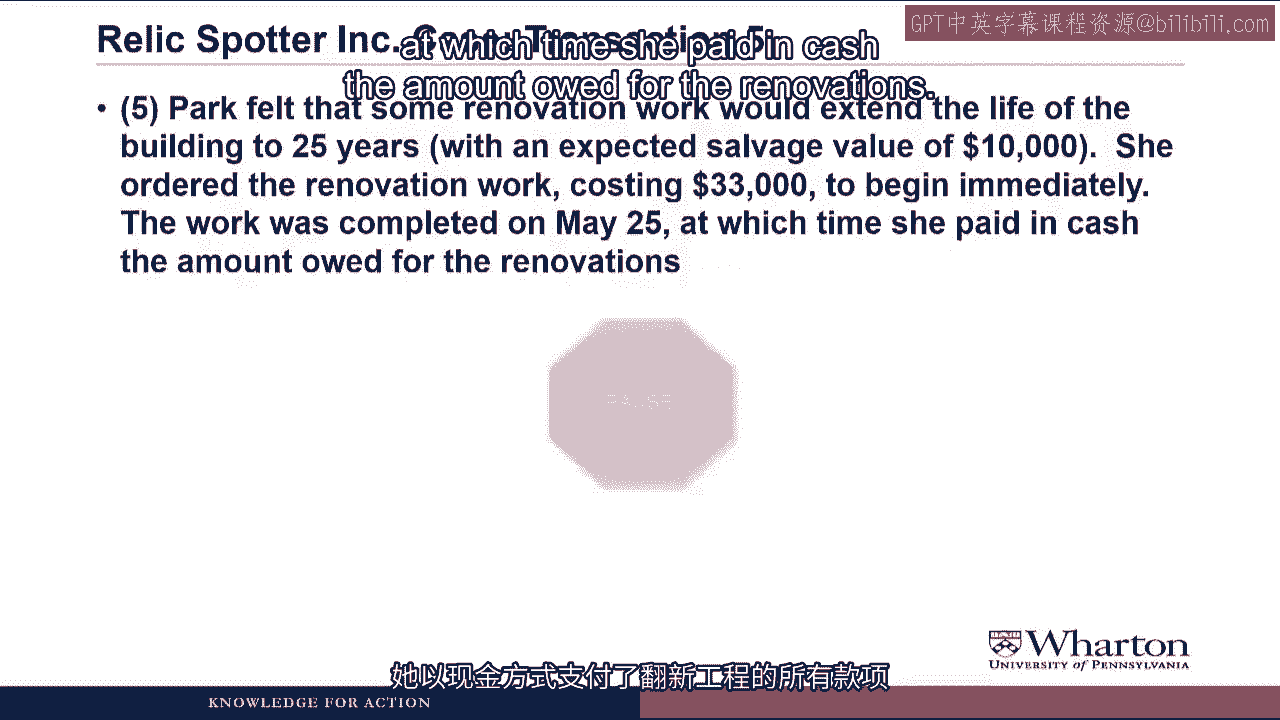 GPT中英字幕课程资源@bilibili.com
Relic Spotter Inc. Case: Transaction 5
at which time she paid in cash
the amount owed for the renovations.
• (5) Park felt that some renovation work would extend the life of the
building to 25 years (with an expected salvage value of $10,000). She
ordered the renovation work, costing $33,000, to begin immediately.
The work was completed on May 25, at which time she paid in cash
the amount owed for the renovations
PAUSE
Wharton
UNIVERSITY of PENNSYLVANIA
她以现金方式支付了翻新工程的所有款项
KNOWLEDGE FOR ACTION